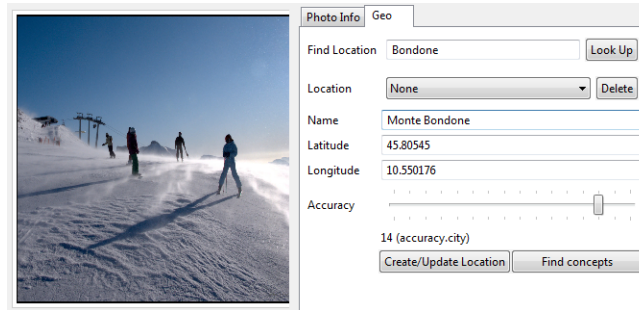 Photo Info Geo
Find Location Bondone Look Up
Location None Delete
Name Monte Bondone
Latitude 45.80545
Longitude 10.550176
Accuracy
14 (accuracy.city)
Create/Update Location Find concepts